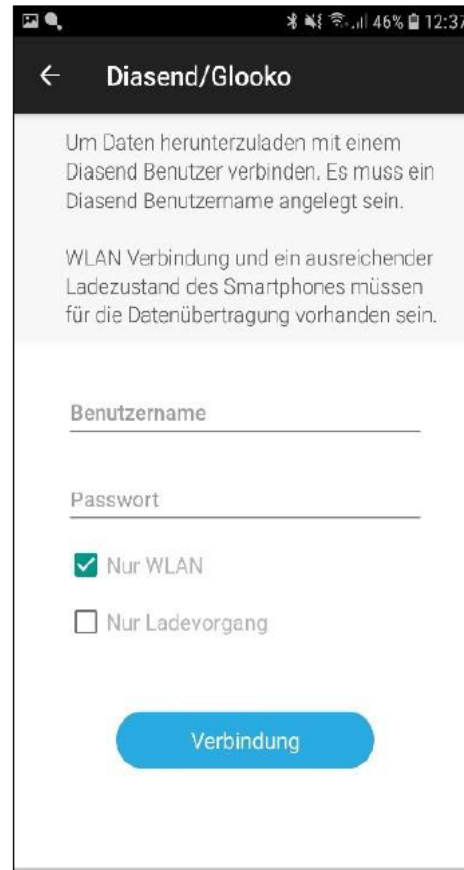 46% 12:37
Diasend/Glooko
Um Daten herunterzuladen mit einem
Diasend Benutzer verbinden. Es muss ein
Diasend Benutzername angelegt sein.
WLAN Verbindung und ein ausreichender
Ladezustand des Smartphones müssen
für die Datenübertragung vorhanden sein.
Benutzername
Passwort
Nur WLAN
Nur Ladevorgang
Verbindung